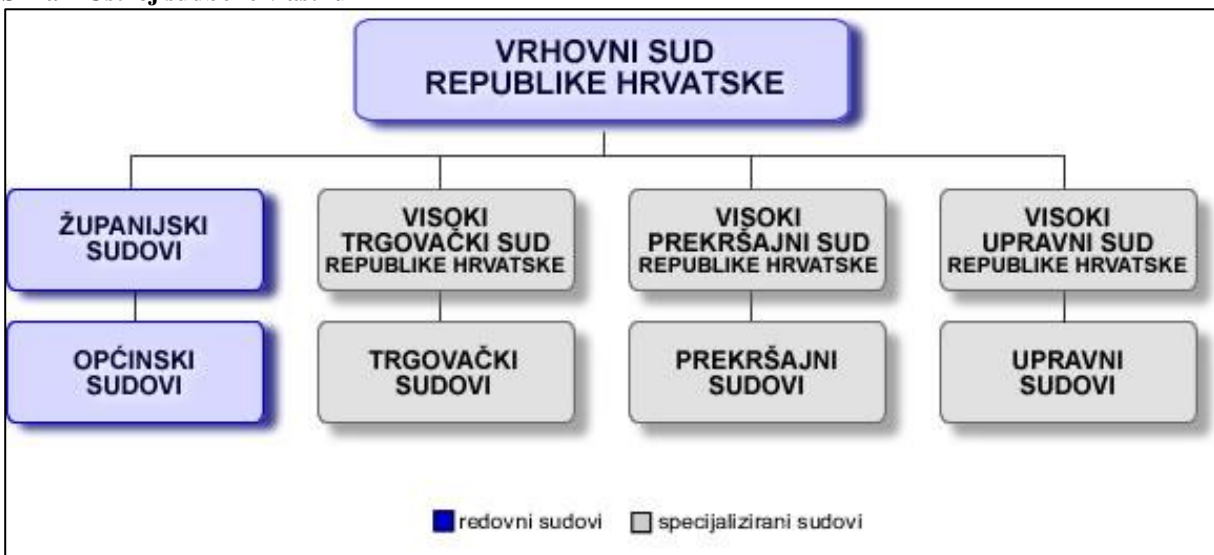 VRHOVNI SUD
REPUBLIKE HRVATSKE
ŽUPANIJSKI
SUDOVI
VISOKI
TRGOVAČKI SUD
REPUBLIKE HRVATSKE
VISOKI
PREKRŠAJNI SUD
REPUBLIKE HRVATSKE
VISOKI
UPRAVNI SUD
REPUBLIKE HRVATSKE
OPĆINSKI
SUDOVI
TRGOVAČKI
SUDOVI
PREKRŠAJNI
SUDOVI
UPRAVNI
SUDOVI
redovni sudovi
specijalizirani sudovi